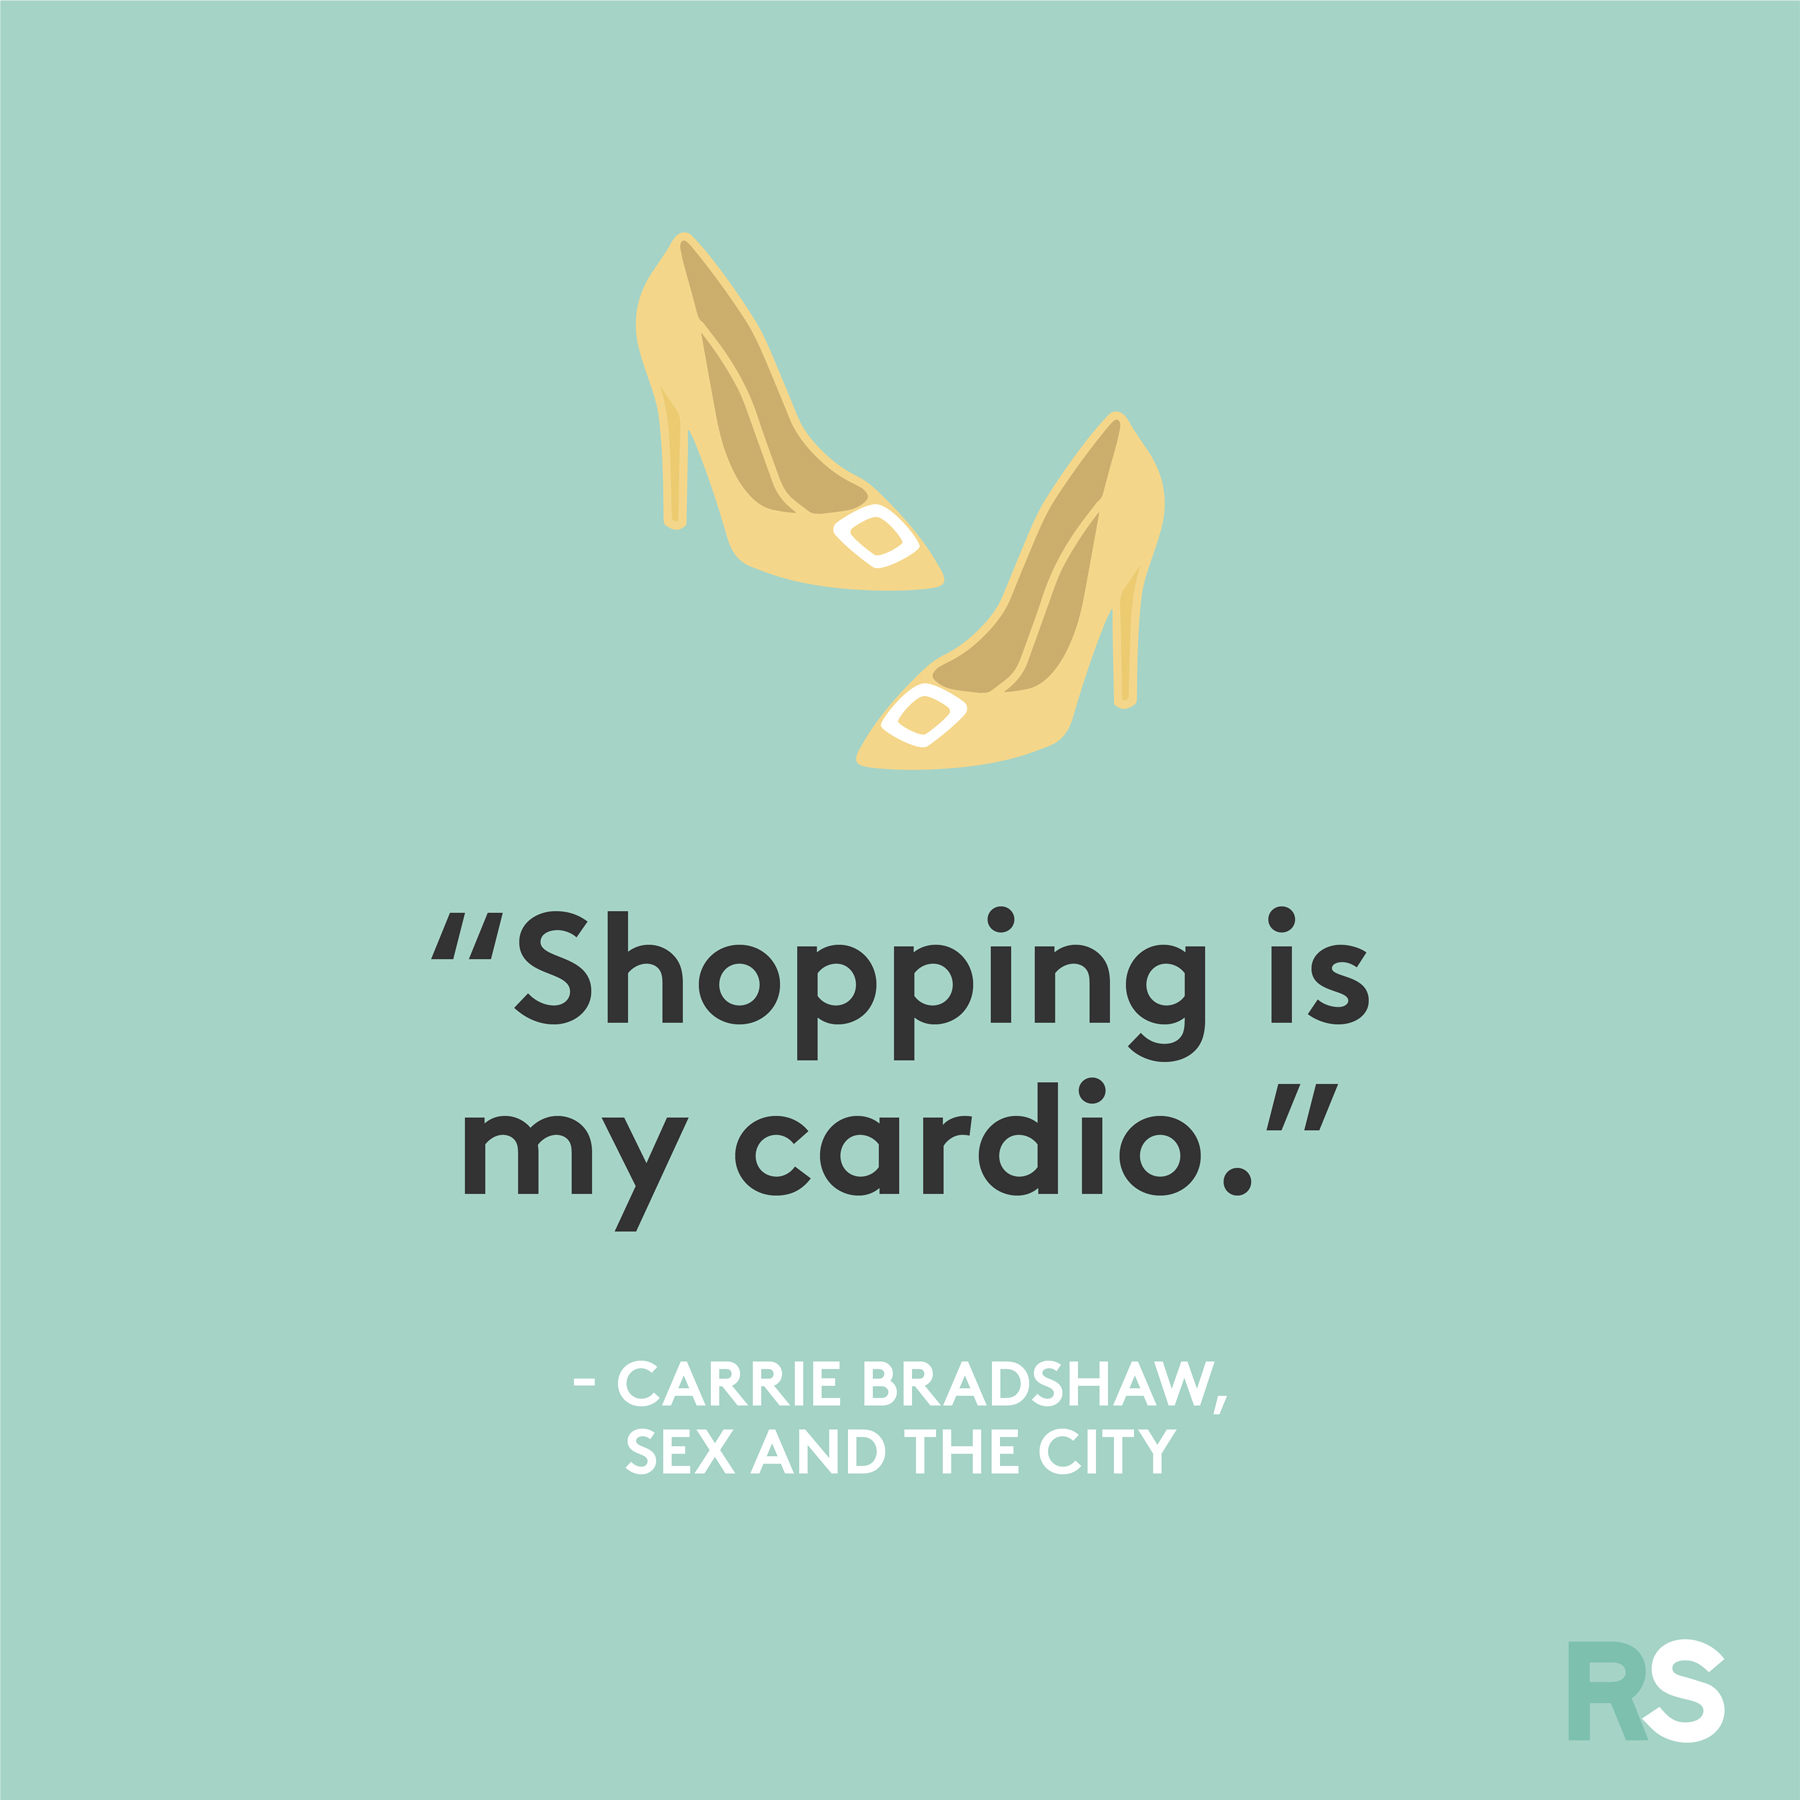 “Shopping is
my cardio.”
- CARRIE BRADSHAW,
SEX AND THE CITY
RS